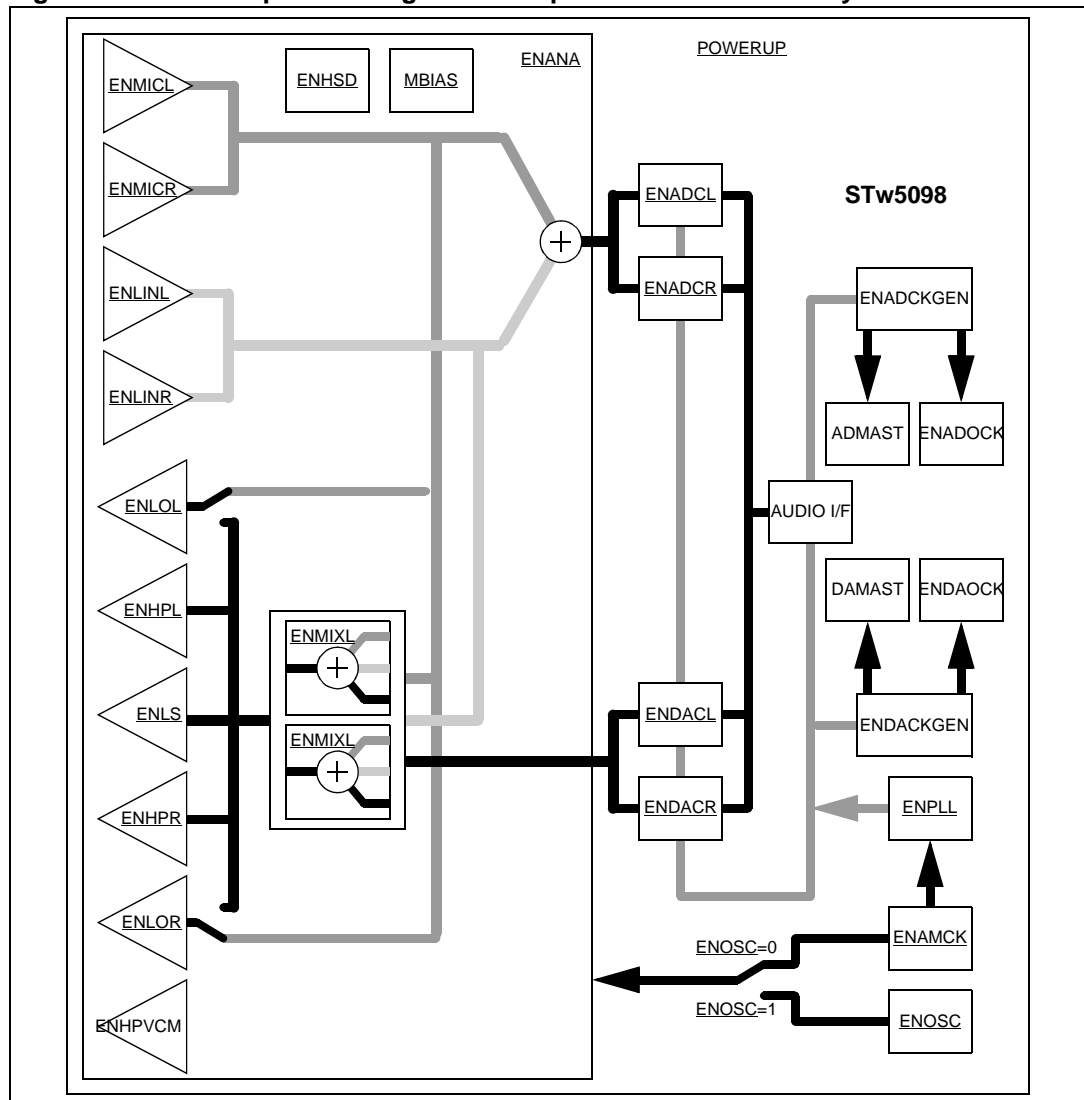 ENANA
POWERUP
ENMICL
ENHSD
MBIAS
ENMICR
ENADCL
STw5098
ENLINL
ENADCR
ENADCKGEN
ENLINR
ADMAST
ENADOCK
ENLOL
AUDIO I/F
ENHPL
DAMAST
ENDAOCK
ENMIXL
ENLS
ENDACL
ENDACKGEN
ENMIXL
ENHPR
ENDACR
ENPLL
ENLOR
ENOSC=0
ENAMCK
ENOSC=1
ENOSC
ENHPVCM